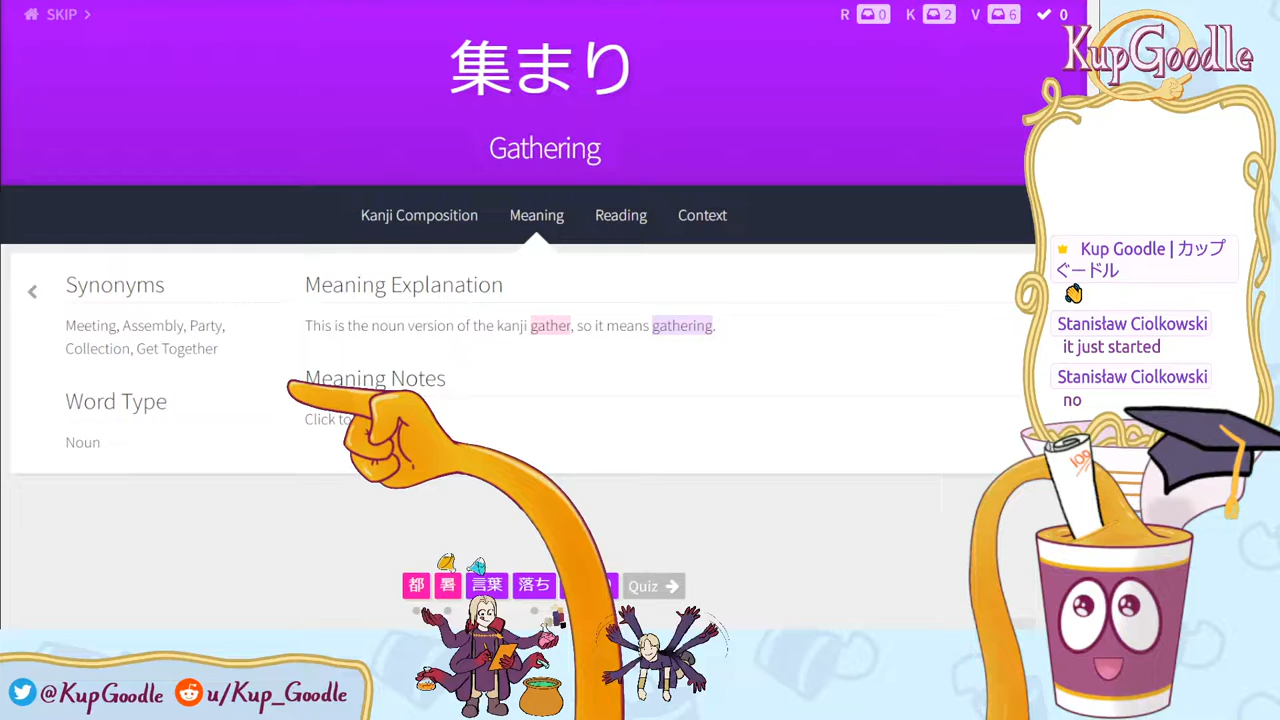 SKIP
R 0 K 2 V 6 0
集まり
Gathering
Kanji Composition Meaning Reading Context
Synonyms
Meeting, Assembly, Party,
Collection, Get Together
Word Type
Noun
Meaning Explanation
This is the noun version of the kanji gather, so it means gathering.
Meaning Notes
Click to
都 暑 言葉 落ち
Quiz
KupGoodle
Kup Goodle | カップ
ぐードル
Stanisław Ciolkowski
it just started
Stanisław Ciolkowski
no
100
@KupGoodle u/Kup_Goodle